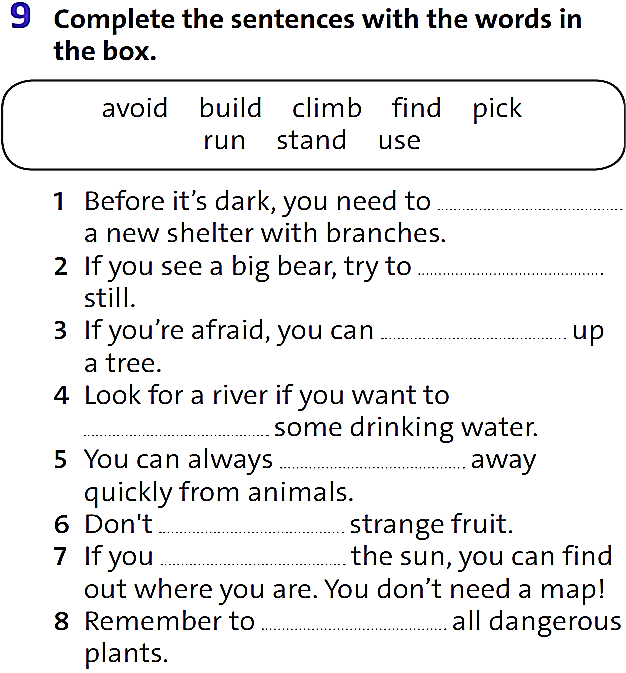 9 Complete the sentences with the words in
the box.
avoid build climb find pick
run stand use
1 Before it's dark, you need to
a new shelter with branches.
2 If you see a big bear, try to
still.
3 If you're afraid, you can up
a tree.
4 Look for a river if you want to
some drinking water.
5 You can always away
quickly from animals.
6 Don't strange fruit.
7 If you the sun, you can find
out where you are. You don't need a map!
8 Remember to all dangerous
plants.